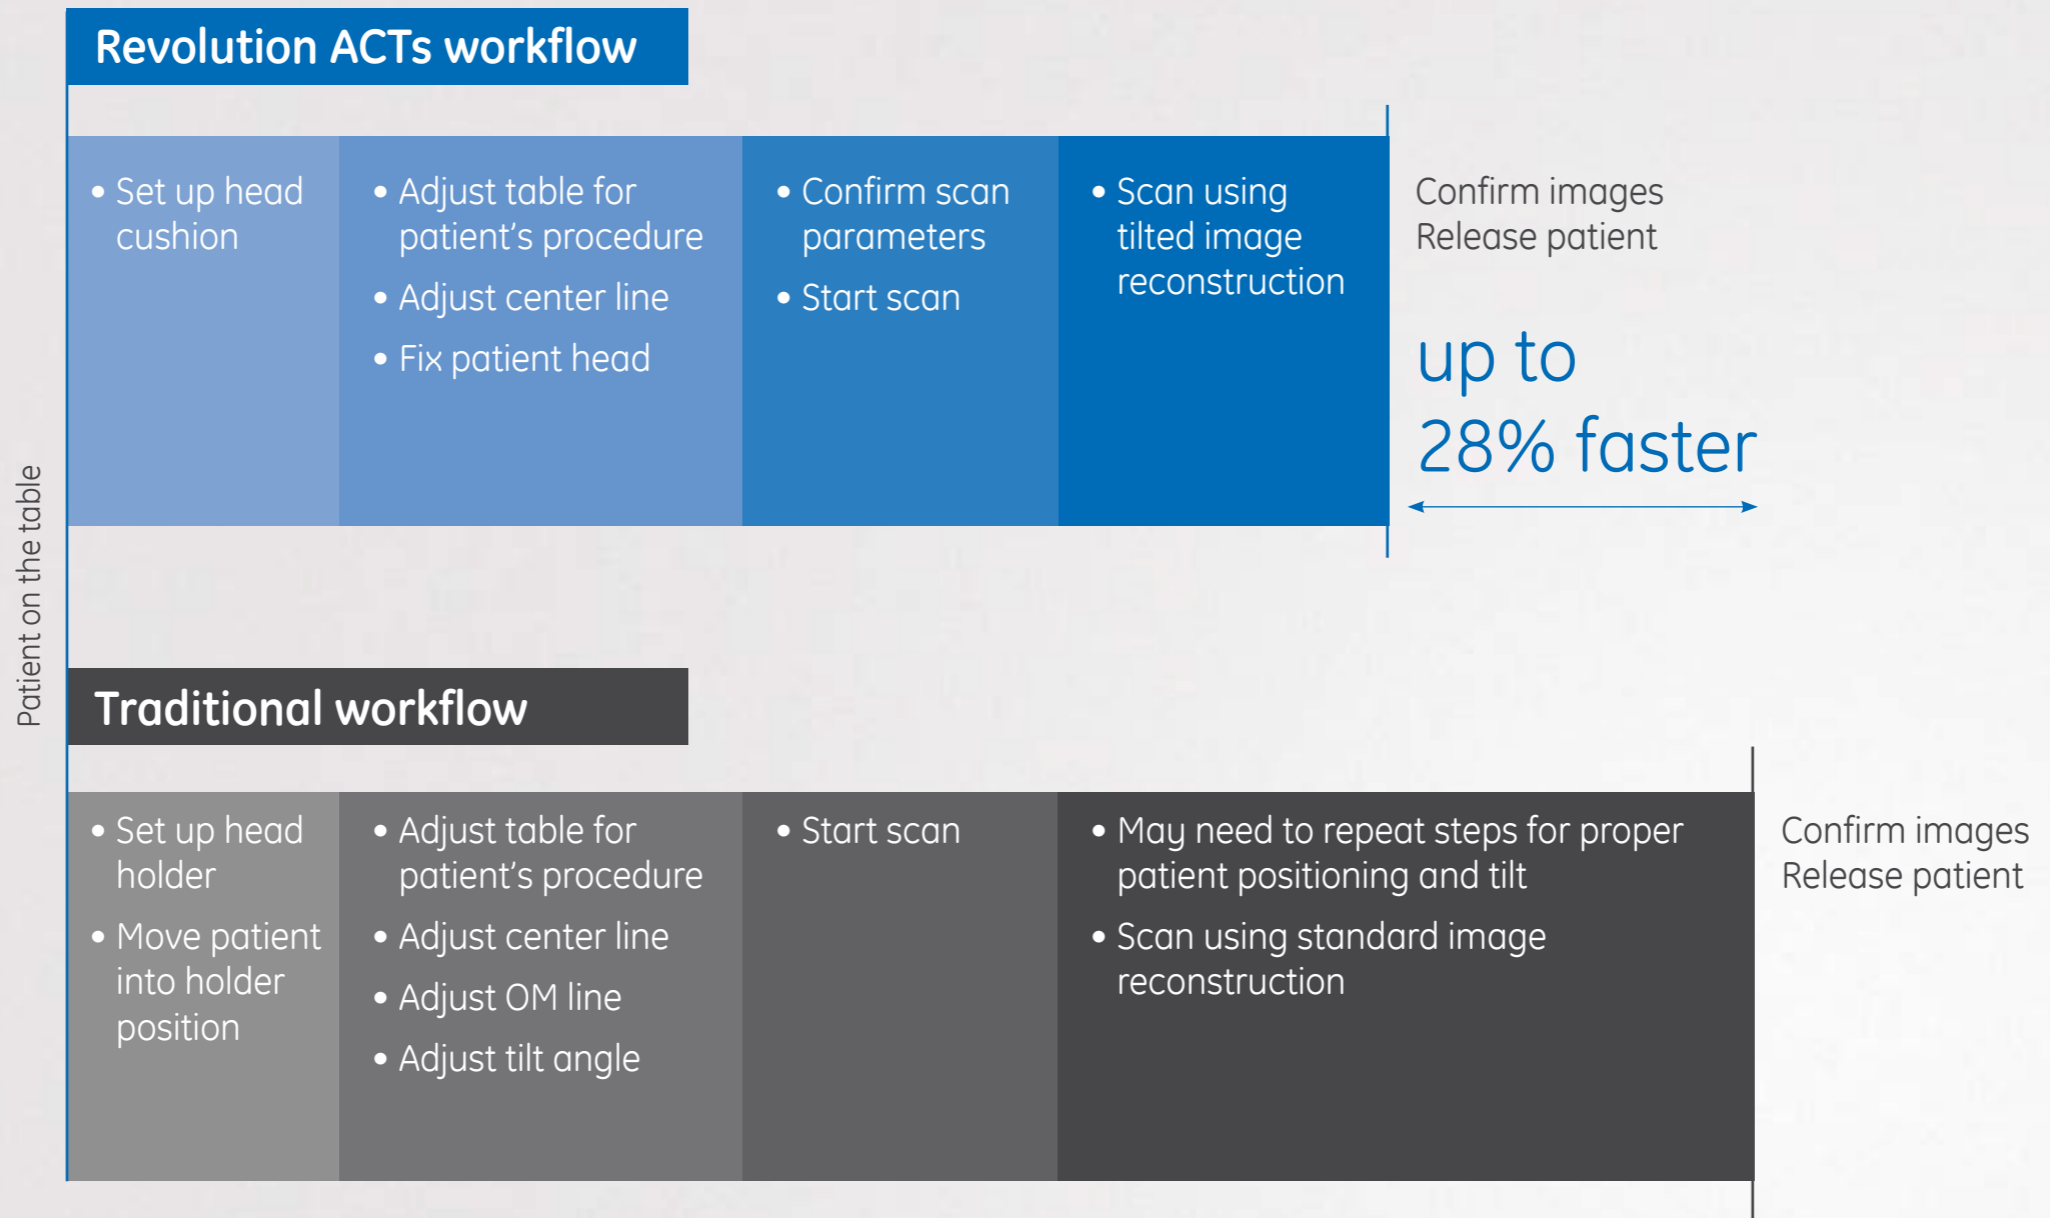 Patient on the table
Revolution ACTs workflow
• Set up head
cushion
• Adjust table for
patient's procedure
• Adjust center line
• Fix patient head
• Confirm scan
parameters
• Start scan
• Scan using
tilted image
reconstruction
Confirm images
Release patient
up to
28% faster
Traditional workflow
• Set up head
holder
• Move patient
into holder
position
• Adjust table for
patient's procedure
• Adjust center line
• Adjust OM line
• Adjust tilt angle
• Start scan
• May need to repeat steps for proper
patient positioning and tilt
• Scan using standard image
reconstruction
Confirm images
Release patient